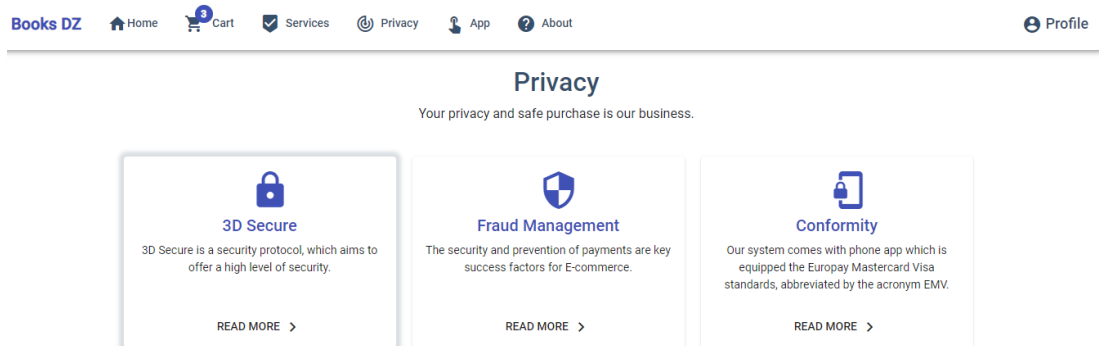 Books DZ Home 3 Cart Services Privacy App About Profile
Privacy
Your privacy and safe purchase is our business.
3D Secure
3D Secure is a security protocol, which aims to
offer a high level of security.
READ MORE
Fraud Management
The security and prevention of payments are key
success factors for E-commerce.
READ MORE
Conformity
Our system comes with phone app which is
equipped the Europay Mastercard Visa
standards, abbreviated by the acronym EMV.
READ MORE